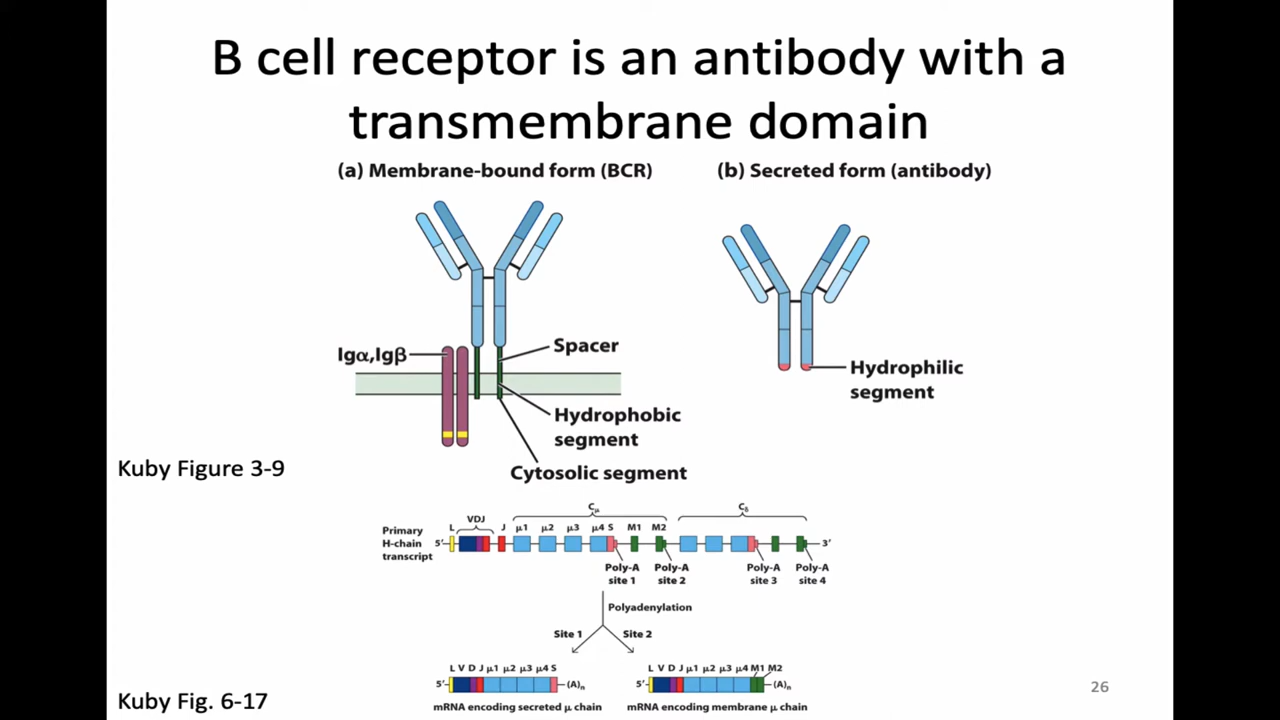 B cell receptor is an antibody with a
transmembrane domain
(a) Membrane-bound form (BCR)
(b) Secreted form (antibody)
Igα,Igβ
Spacer
Hydrophobic
segment
Cytosolic segment
Hydrophilic
segment
Kuby Figure 3-9
Primary
H-chain
transcript
5′
L
VDJ
J
Cμ
μ1
μ2
μ3
μ4
S
M1
M2
Cδ
3′
Poly-A
site 1
Poly-A
site 2
Poly-A
site 3
Poly-A
site 4
Polyadenylation
Site 1
Site 2
L V D J μ1 μ2 μ3 μ4 S
5′
(A)n
mRNA encoding secreted μ chain
L V D J μ1 μ2 μ3 μ4 M1 M2
5′
(A)n
mRNA encoding membrane μ chain
Kuby Fig. 6-17
26